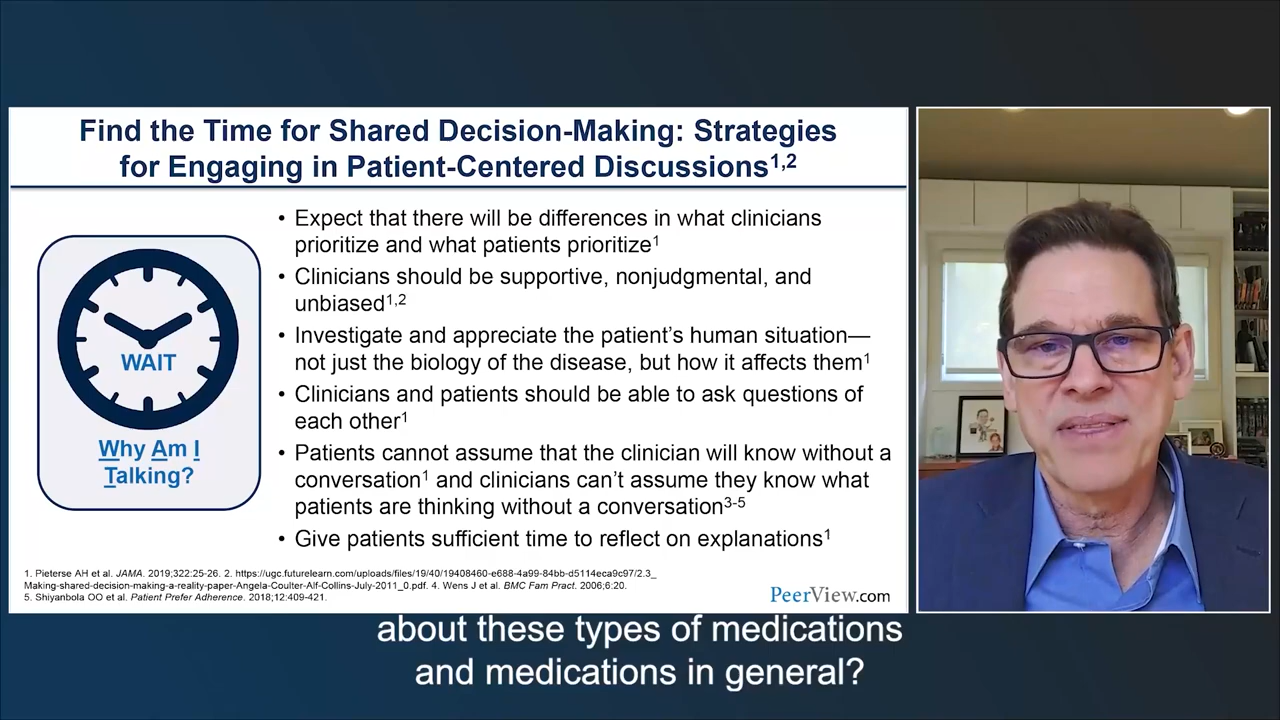 Find the Time for Shared Decision-Making: Strategies
for Engaging in Patient-Centered Discussions1,2
WAIT
Why Am I
Talking?
• Expect that there will be differences in what clinicians
prioritize and what patients prioritize1
• Clinicians should be supportive, nonjudgmental, and
unbiased1,2
• Investigate and appreciate the patient’s human situation—
not just the biology of the disease, but how it affects them1
• Clinicians and patients should be able to ask questions of
each other1
• Patients cannot assume that the clinician will know without a
conversation1 and clinicians can’t assume they know what
patients are thinking without a conversation3-5
• Give patients sufficient time to reflect on explanations1
1. Pieterse AH et al. JAMA. 2019;322:25-26. 2. https://ugc.futurelearn.com/uploads/files/19/40/19408460-e688-4a99-84bb-d5114eca9c97/2.3_
Making-shared-decision-making-a-reality-paper-Angela-Coulter-Alf-Collins-July-2011_0.pdf. 4. Wens J et al. BMC Fam Pract. 2006;6:20.
5. Shiyanbola OO et al. Patient Prefer Adherence. 2018;12:409-421.
PeerView.com
about these types of medications
and medications in general?